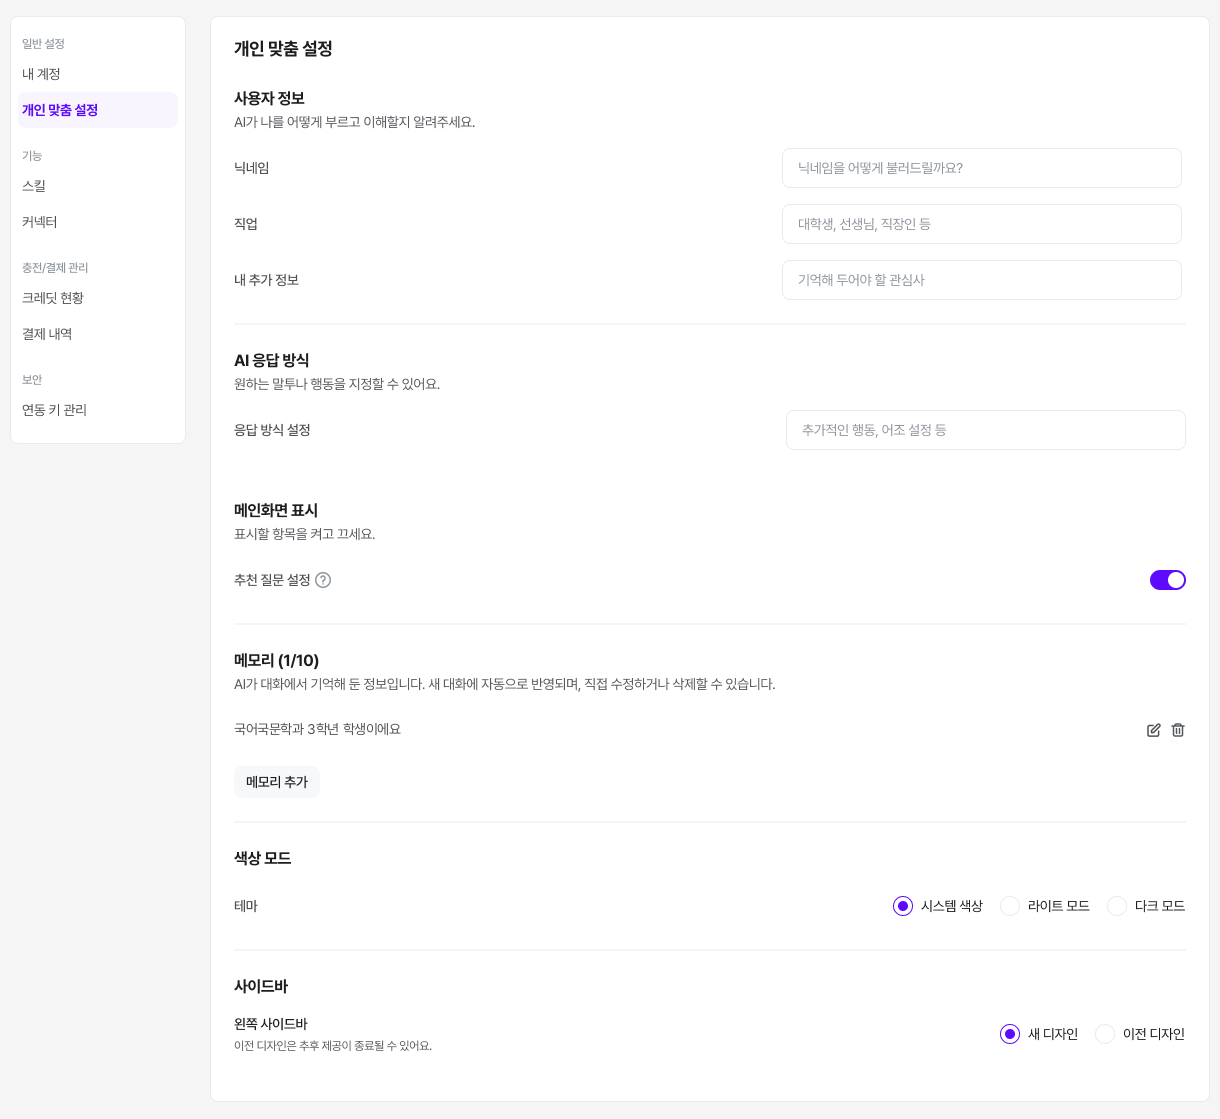 일반 설정
내 계정
개인 맞춤 설정
기능
스킬
커넥터
충전/결제 관리
크레딧 현황
결제 내역
보안
연동 키 관리
개인 맞춤 설정
사용자 정보
AI가 나를 어떻게 부르고 이해할지 알려주세요.
닉네임
닉네임을 어떻게 불러드릴까요?
직업
대학생, 선생님, 직장인 등
내 추가 정보
기억해 두어야 할 관심사
AI 응답 방식
원하는 말투나 행동을 지정할 수 있어요.
응답 방식 설정
추가적인 행동, 어조 설정 등
메인화면 표시
표시할 항목을 켜고 끄세요.
추천 질문 설정 ?
메모리 (1/10)
AI가 대화에서 기억해 둔 정보입니다. 새 대화에 자동으로 반영되며, 직접 수정하거나 삭제할 수 있습니다.
국어국문학과 3학년 학생이에요
메모리 추가
색상 모드
테마
시스템 색상
라이트 모드
다크 모드
사이드바
왼쪽 사이드바
이전 디자인은 추후 제공이 종료될 수 있어요.
새 디자인
이전 디자인